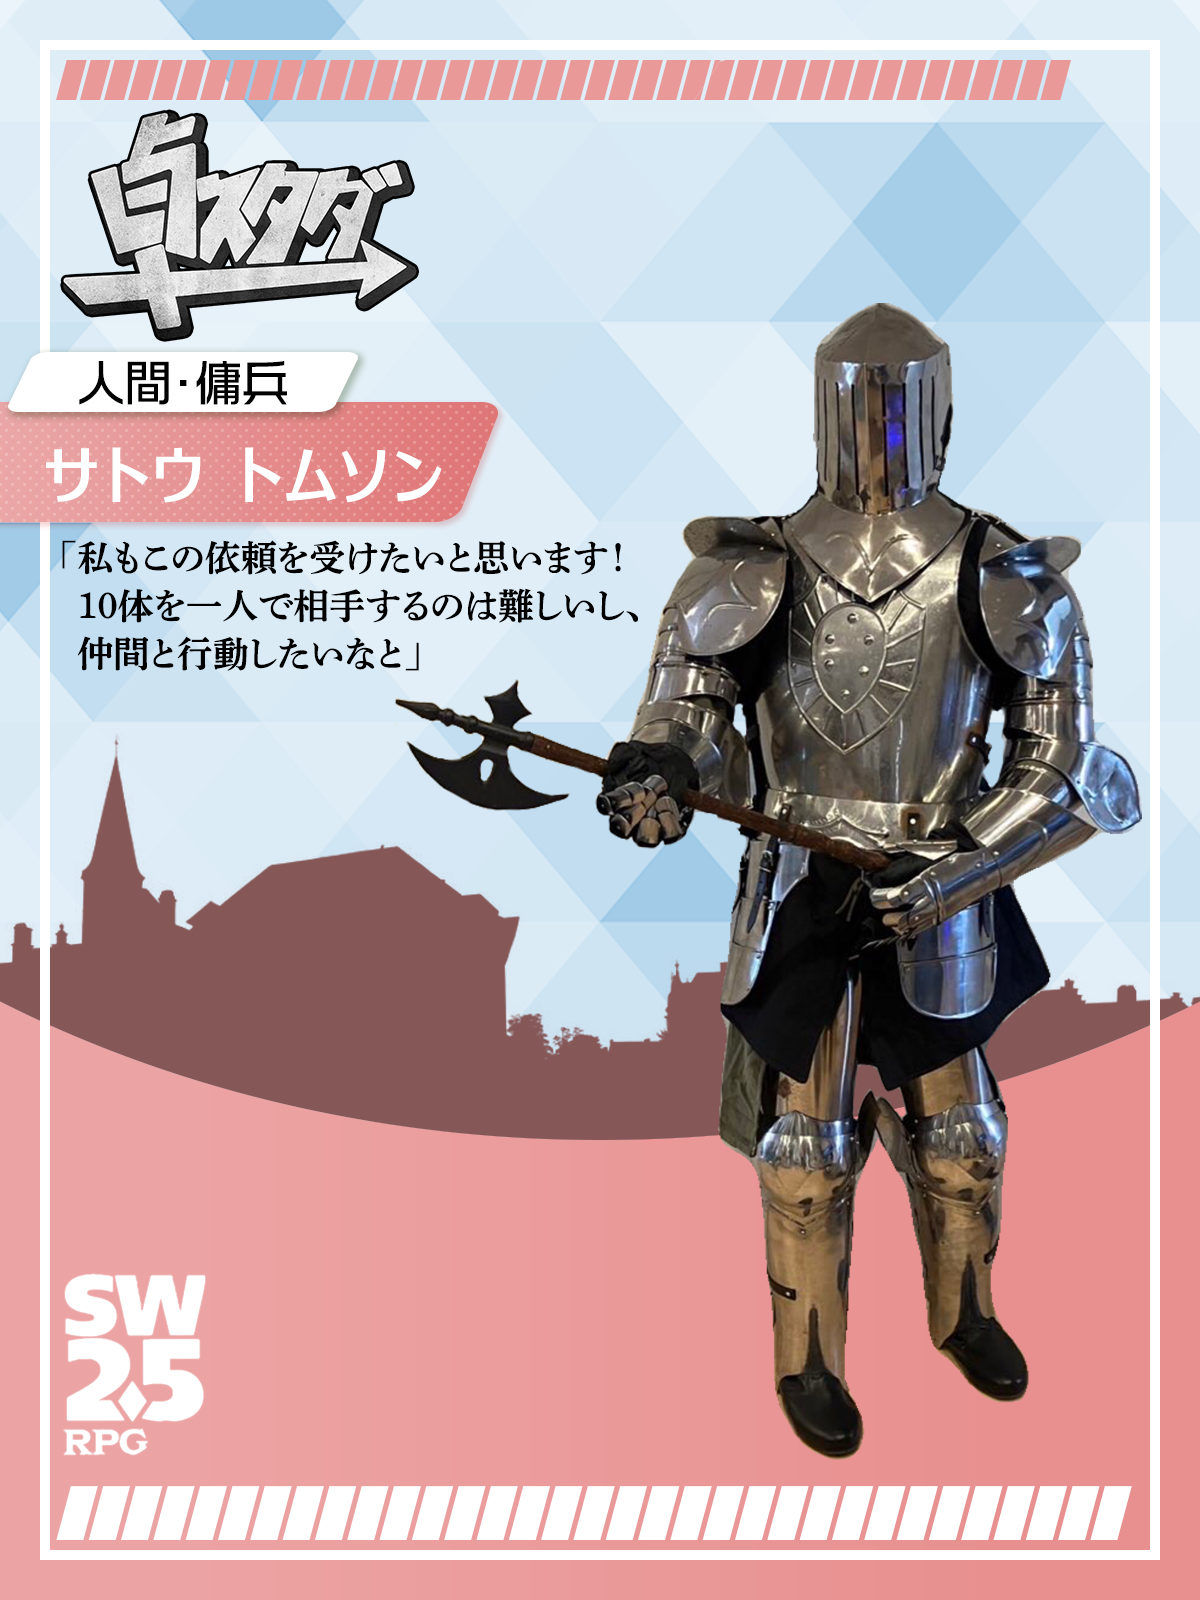 卓スタダ
人間・傭兵
サトウ トムソン
「私もこの依頼を受けたいと思います!
10体を一人で相手するのは難しいし、
仲間と行動したいなと」
SW
2.5
RPG